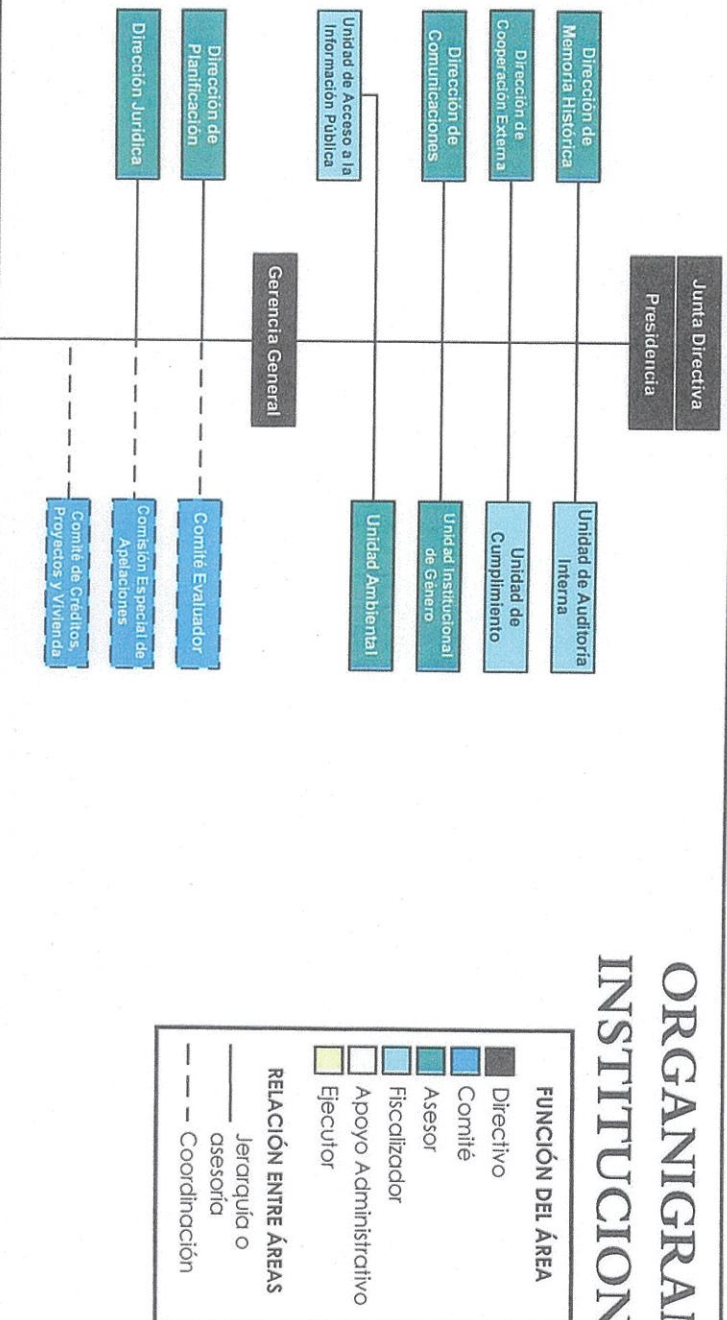 ORGANIGRAM
INSTITUCION
Junta Directiva
Presidencia
Dirección de
Memoria Histórica
Unidad de Auditoría
Interna
Dirección de
Cooperación Externa
Unidad de
Cumplimiento
Dirección de
Comunicaciones
Unidad Institucional
de Género
Unidad de Acceso a la
Información Pública
Unidad Ambiental
Gerencia General
Dirección de
Planificación
Comité Evaluador
Dirección Jurídica
Comisión Especial de
Apelaciones
Comité de Créditos,
Proyectos y Vivienda
FUNCIÓN DEL ÁREA
Directivo
Comité
Asesor
Fiscalizador
Apoyo Administrativo
Ejecutor
RELACIÓN ENTRE ÁREAS
Jerarquía o
asesoría
Coordinación